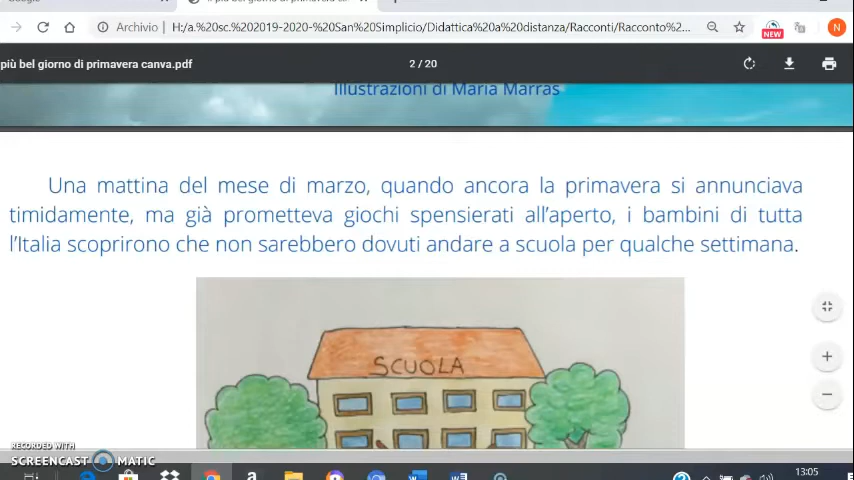 Archivio
H:/a.%20sc.%202019-2020-%20San%20Simplicio/Didattica%20a%20distanza/Racconti/Racconto%2...
NEW
N
più bel giorno di primavera canva.pdf
2 / 20
Illustrazioni di Maria Marras
Una mattina del mese di marzo, quando ancora la primavera si annunciava
timidamente, ma già prometteva giochi spensierati all'aperto, i bambini di tutta
l'Italia scoprirono che non sarebbero dovuti andare a scuola per qualche settimana.
SCUOLA
RECORDED WITH
SCREENCAST MATIC
13:05